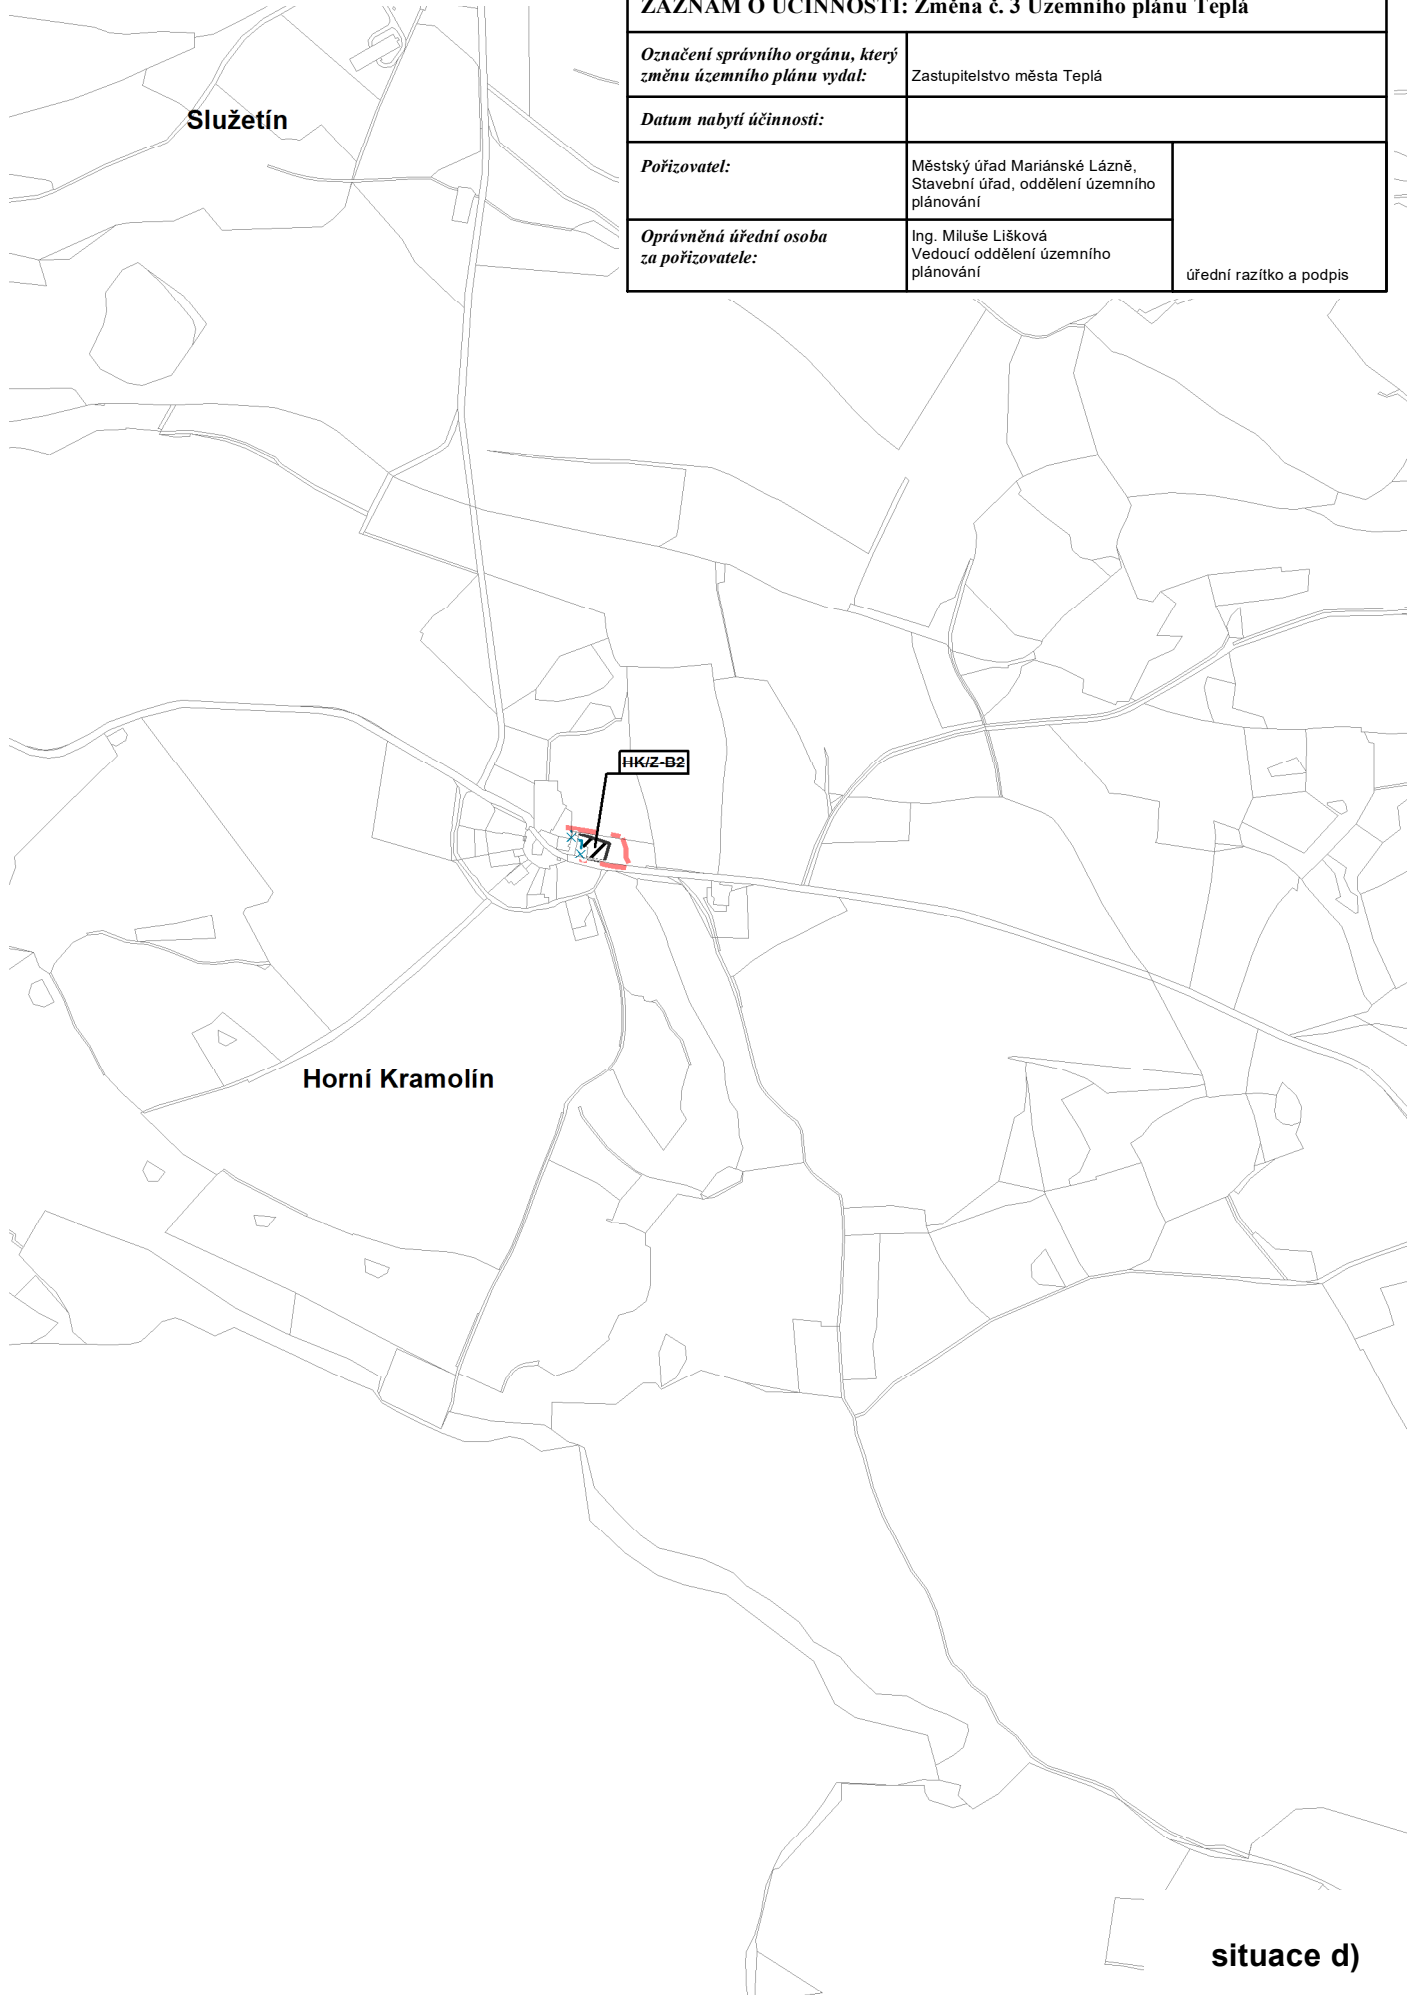 ZÁZNAM O ÚČINNOSTI: Změna č. 3 Územního plánu Teplá
Označení správního orgánu, který
změnu územního plánu vydal:
Zastupitelstvo města Teplá
Datum nabytí účinnosti:
Pořizovatel:
Městský úřad Mariánské Lázně,
Stavební úřad, oddělení územního
plánování
Oprávněná úřední osoba
za pořizovatele:
Ing. Miluše Lišková
Vedoucí oddělení územního
plánování
úřední razítko a podpis
Služetín
HK/Z-B2
Horní Kramolín
situace d)